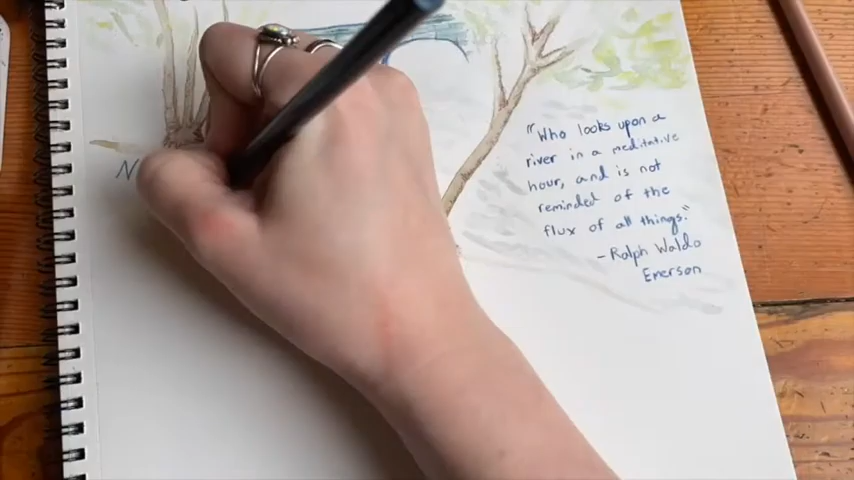 "Who looks upon a
river in a meditative
hour, and is not
reminded of the
flux of all things."
-Ralph Waldo
Emerson